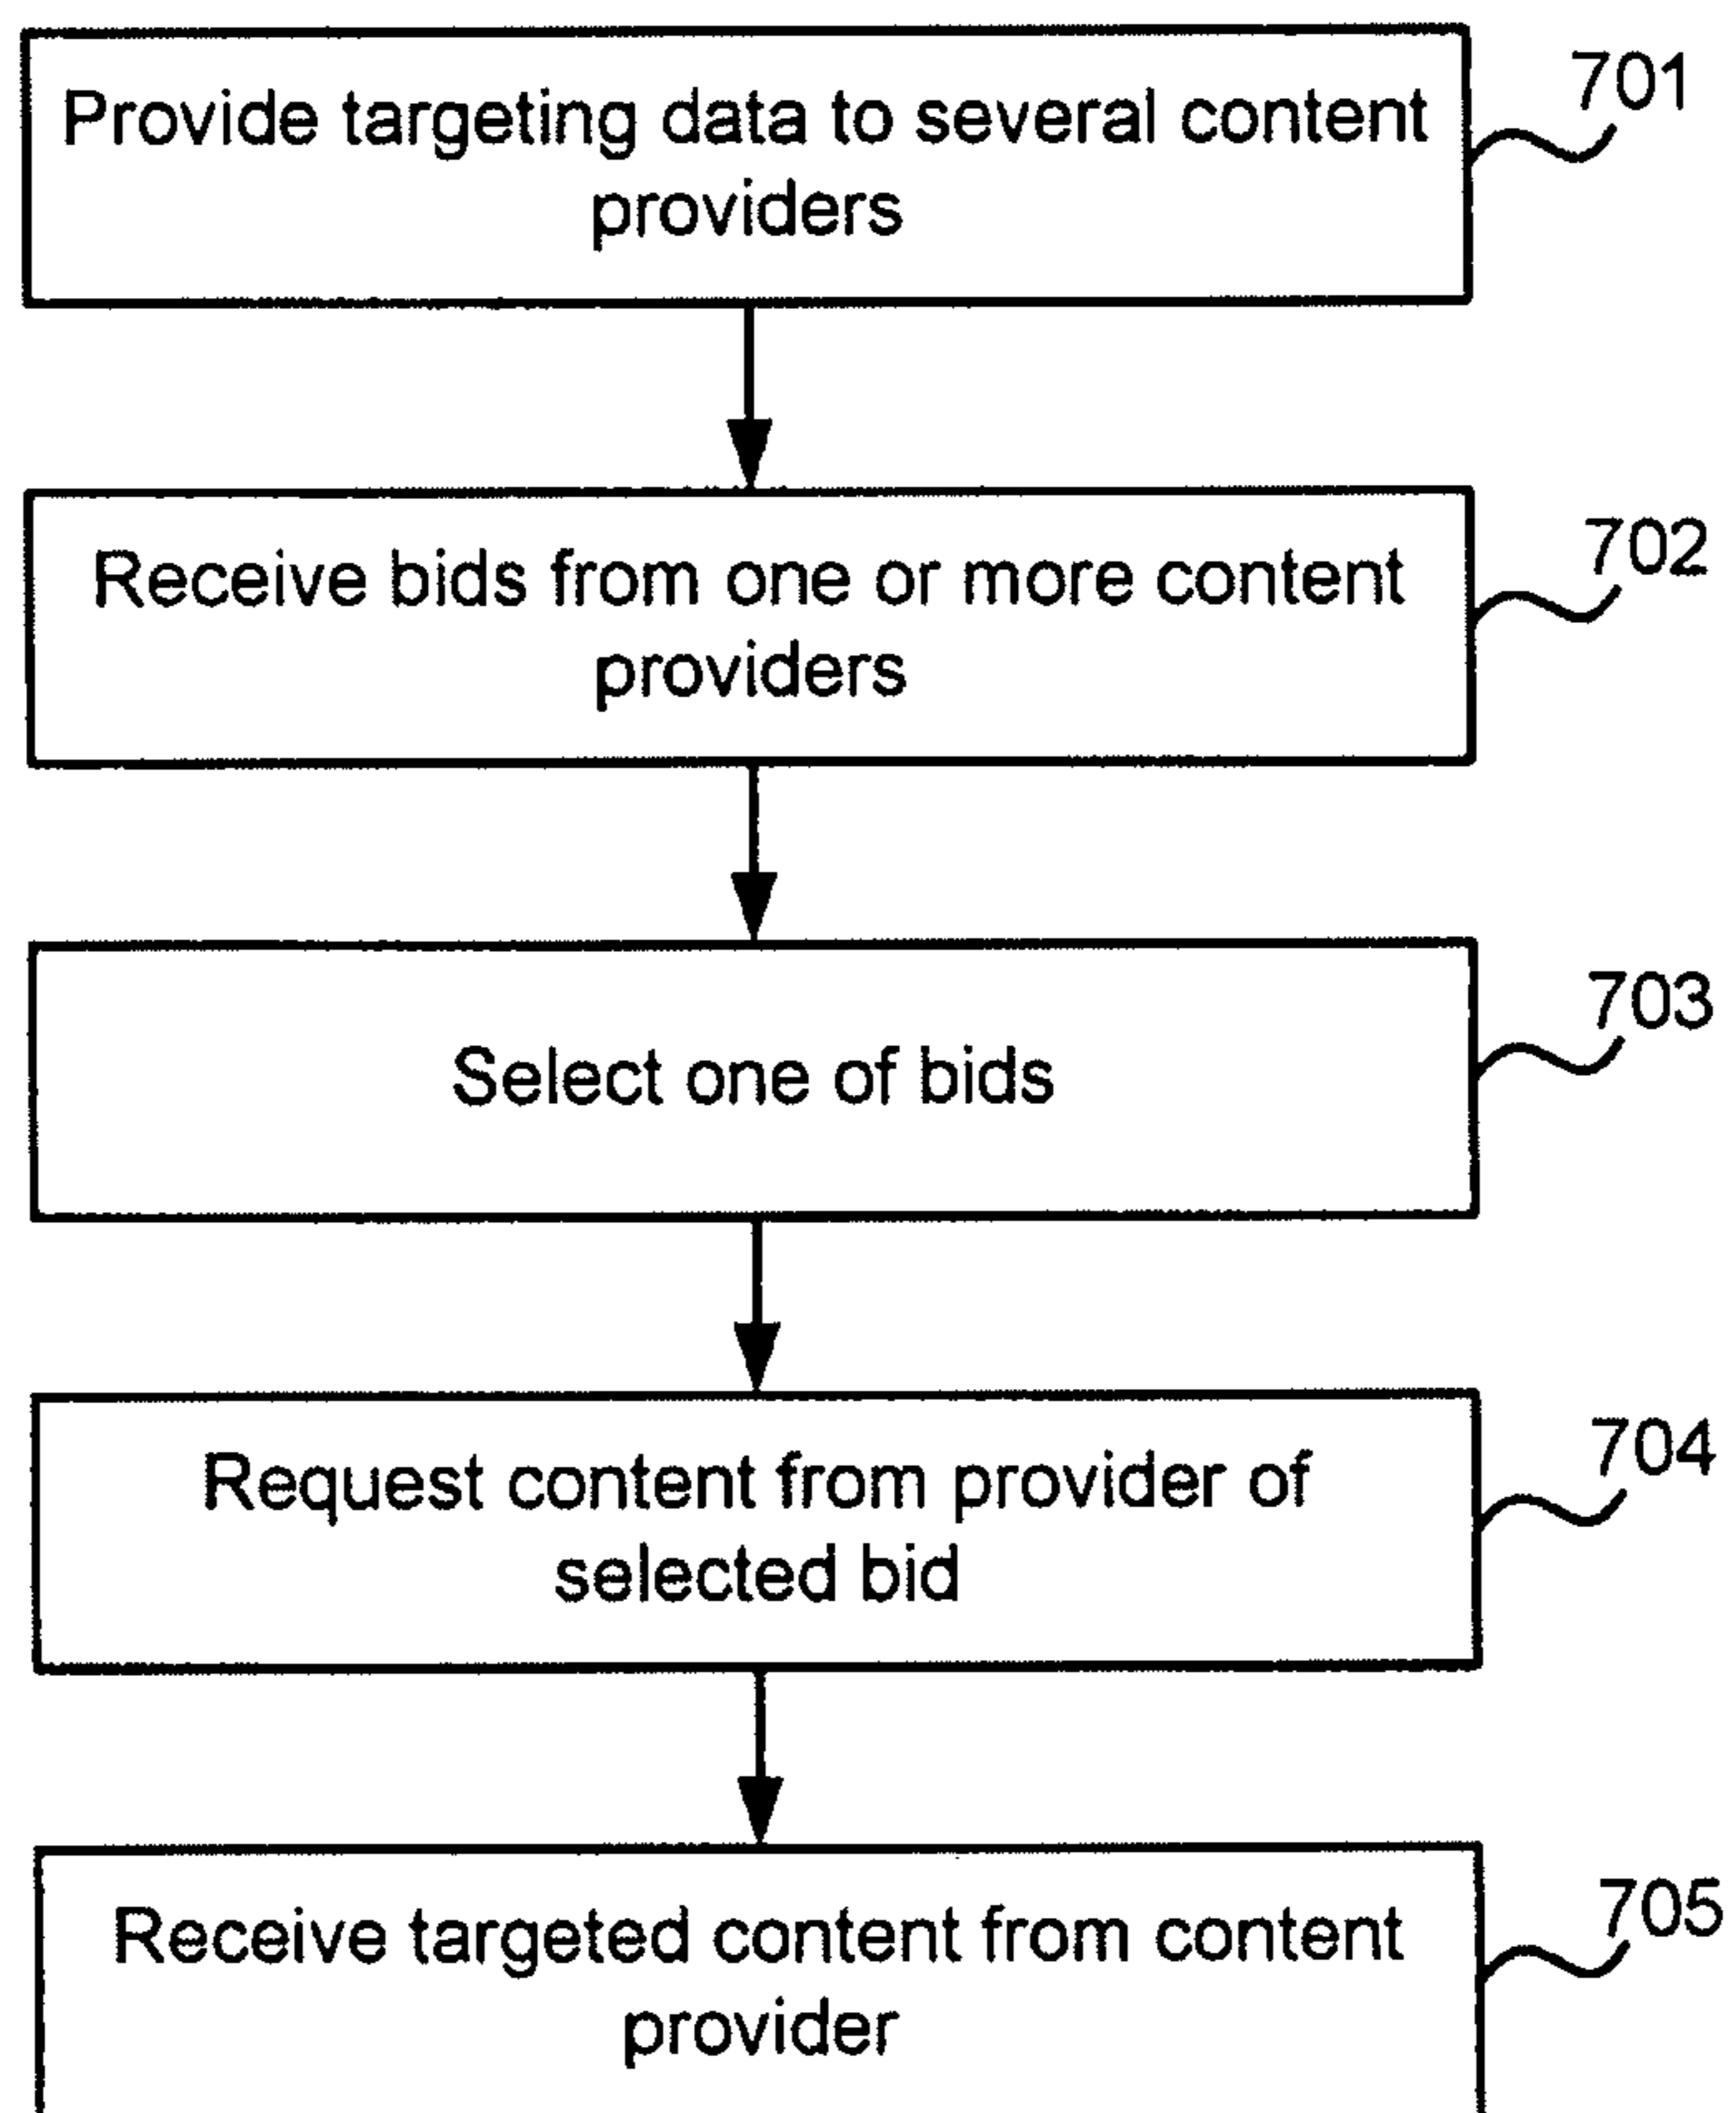 Provide targeting data to several content
providers
701
Receive bids from one or more content
providers
702
Select one of bids
703
Request content from provider of
selected bid
704
Receive targeted content from content
provider
705